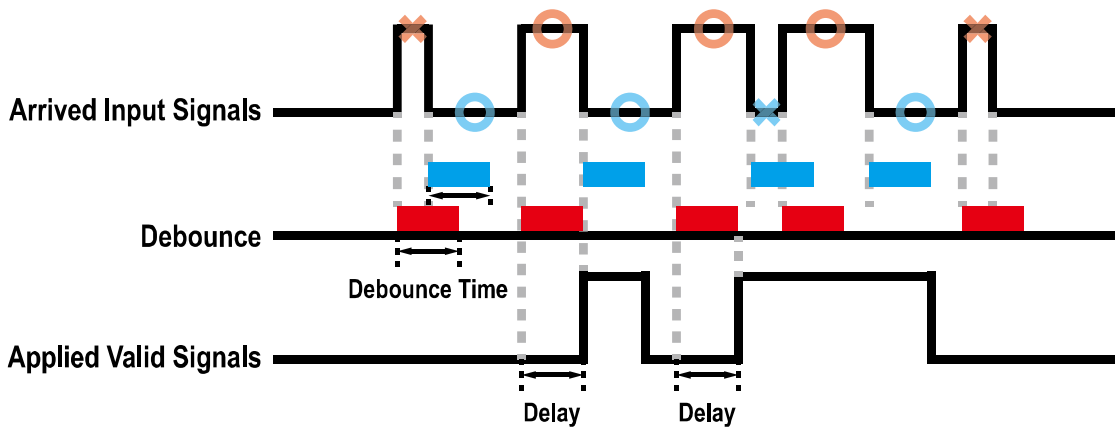 Arrived Input Signals
Debounce
Debounce Time
Applied Valid Signals
Delay
Delay